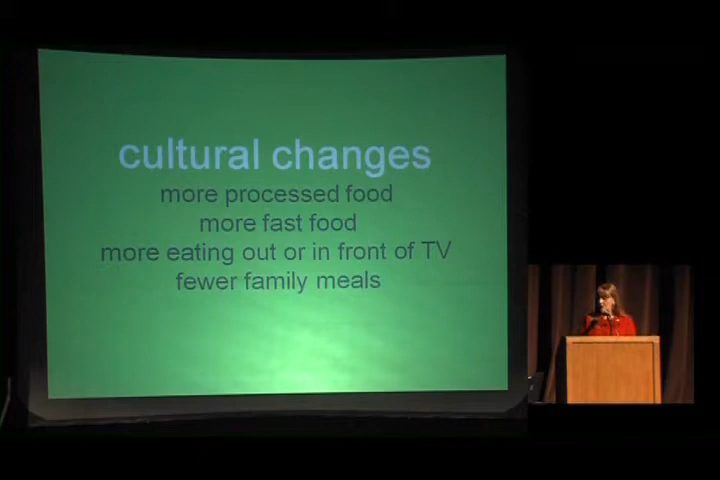 cultural changes
more processed food
more fast food
more eating out or in front of TV
fewer family meals